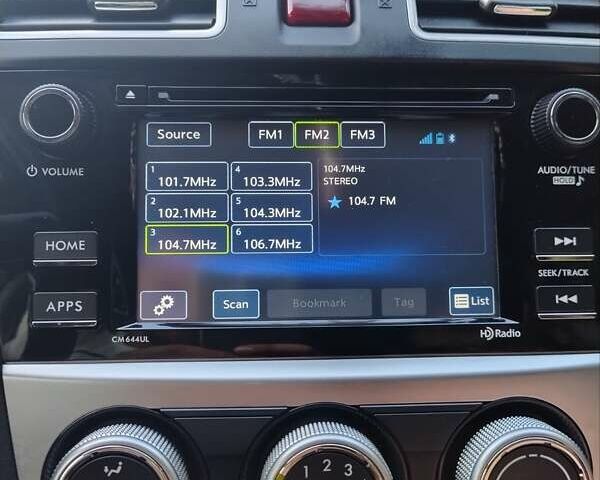 Source
FM1 FM2 FM3
VOLUME
AUDIO/TUNE
HOLD
1
101.7MHz
4
103.3MHz
2
102.1MHz
5
104.3MHz
3
104.7MHz
6
106.7MHz
104.7MHz
STEREO
104.7 FM
HOME
APPS
SEEK/TRACK
Scan
Bookmark
Tag
List
CM644UL
HD Radio
1 2 3